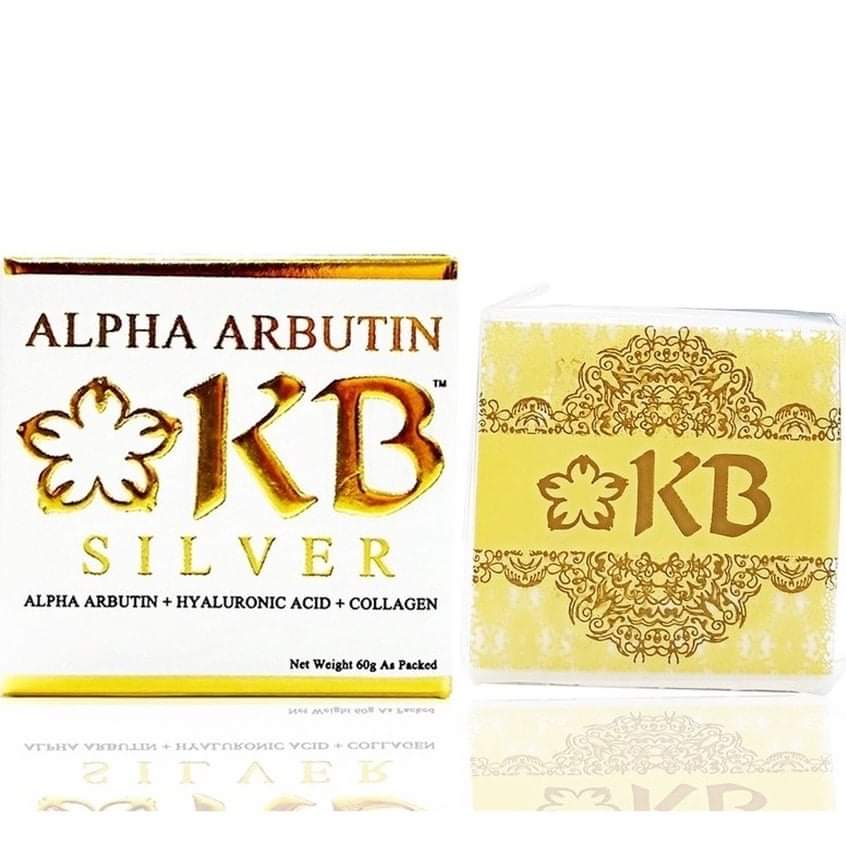 ALPHA ARBUTIN
KB™
SILVER
ALPHA ARBUTIN + HYALURONIC ACID + COLLAGEN
Net Weight 60g As Packed
KB